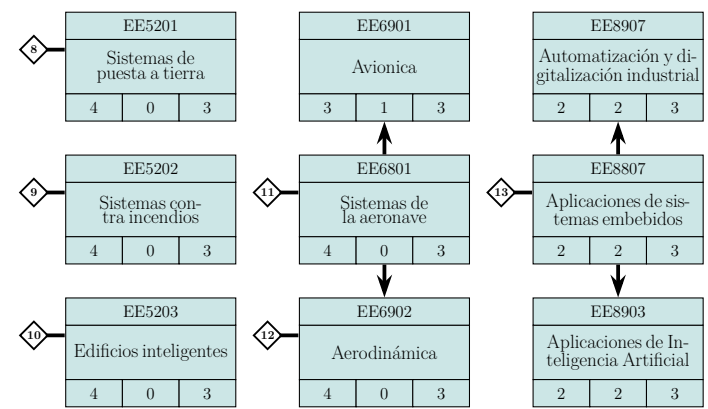 EE5201
8
Sistemas de
puesta a tierra
4 0 3
EE6901
Avionica
3 1 3
EE8907
Automatización y di-
gitalización industrial
2 2 3
EE5202
9
Sistemas con-
tra incendios
4 0 3
EE6801
11
Sistemas de
la aeronave
4 0 3
EE8807
13
Aplicaciones de sis-
temas embebidos
2 2 3
EE5203
10
Edificios inteligentes
4 0 3
EE6902
12
Aerodinámica
4 0 3
EE8903
Aplicaciones de In-
teligencia Artificial
2 2 3